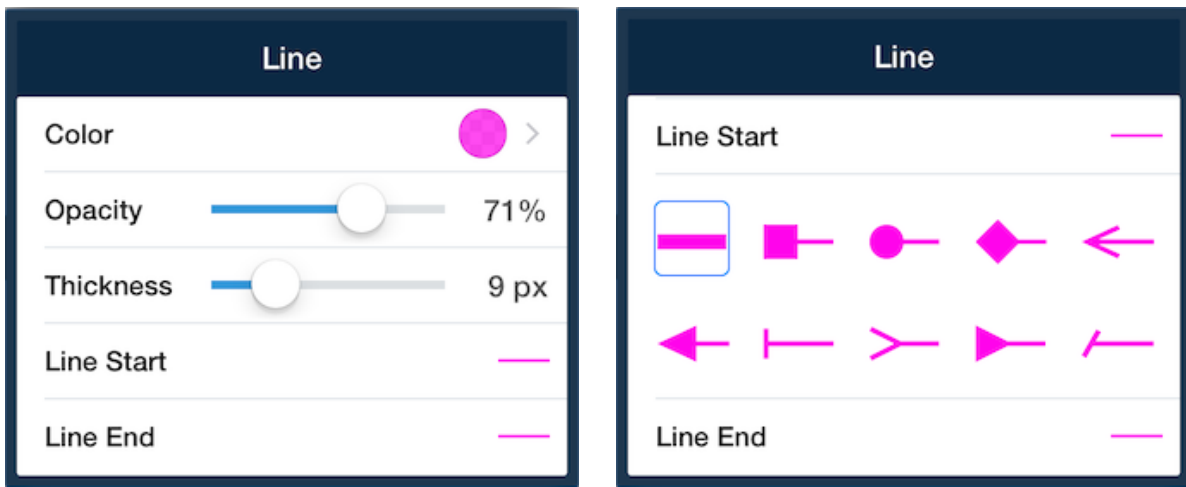 Line
Color
Opacity 71%
Thickness 9 px
Line Start
Line End
Line
Line Start
Line End